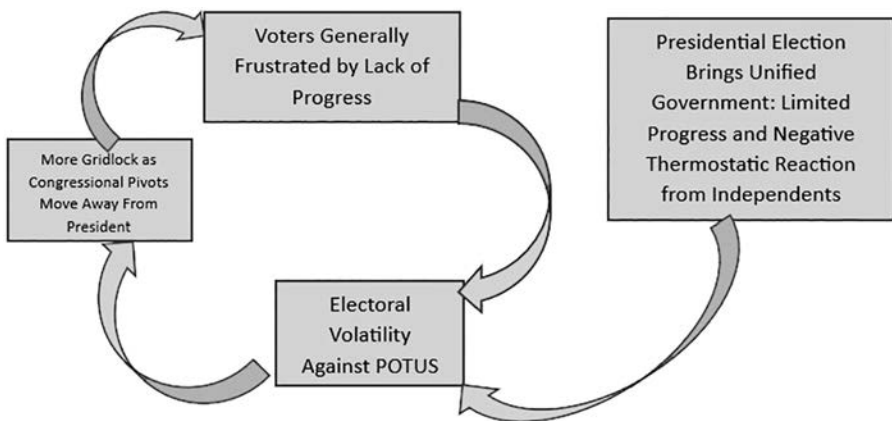 Voters Generally
Frustrated by Lack of
Progress
Presidential Election
Brings Unified
Government: Limited
Progress and Negative
Thermostatic Reaction
from Independents
More Gridlock as
Congressional Pivots
Move Away From
President
Electoral
Volatility
Against POTUS